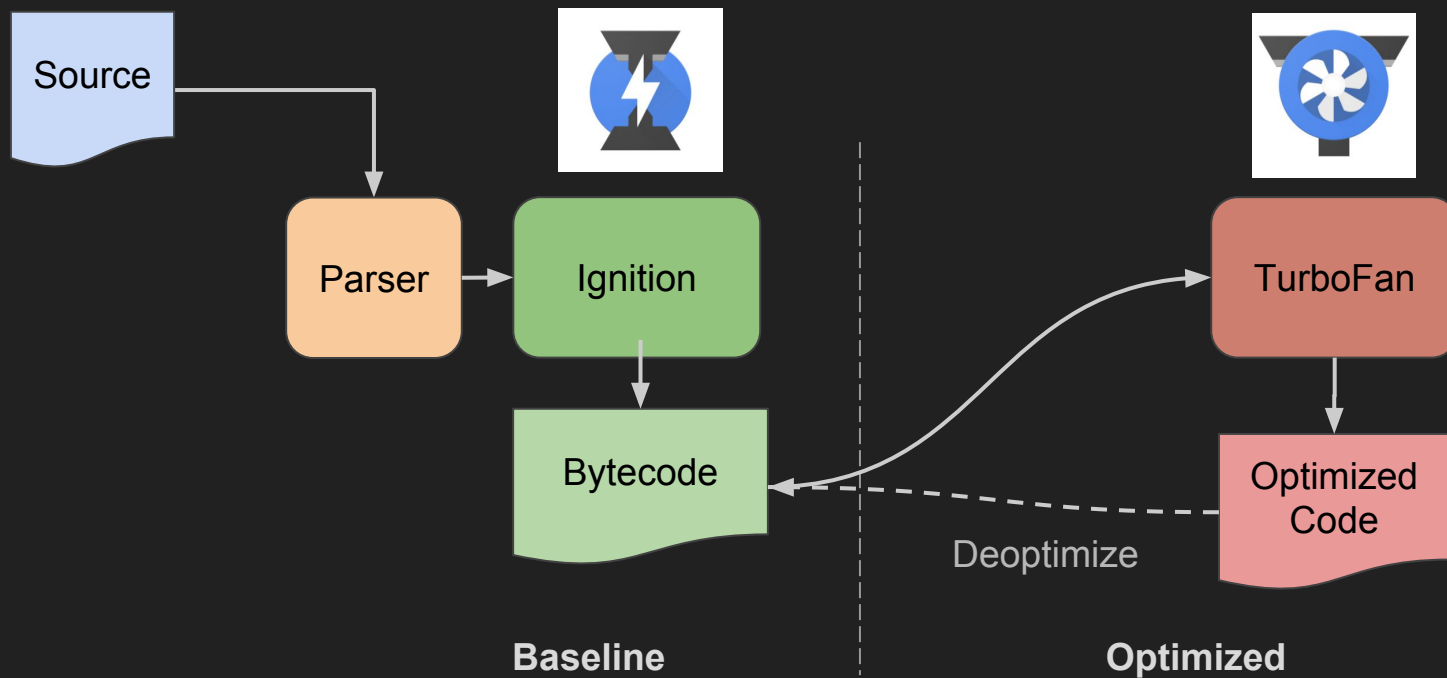 Source
Parser
Ignition
TurboFan
Bytecode
Optimized
Code
Deoptimize
Baseline
Optimized